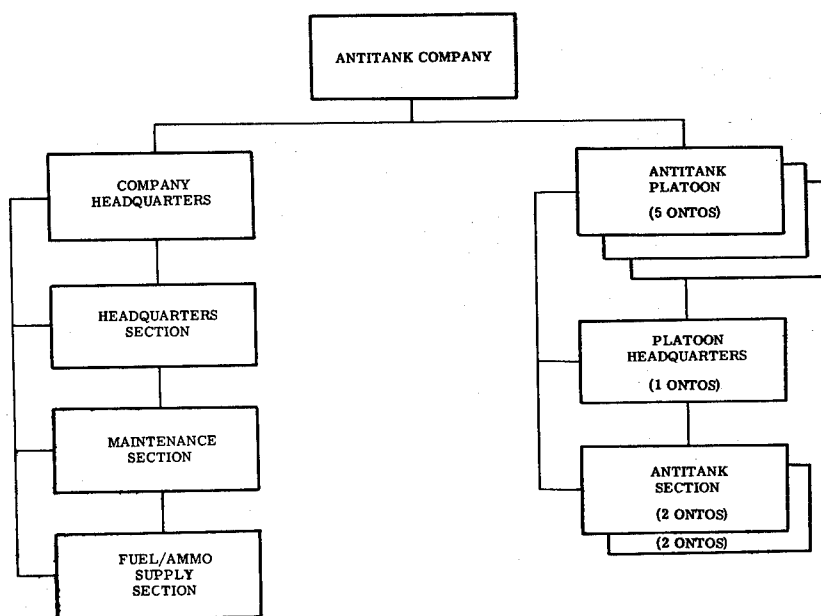 ANTITANK COMPANY
COMPANY
HEADQUARTERS
HEADQUARTERS
SECTION
MAINTENANCE
SECTION
FUEL/AMMO
SUPPLY
SECTION
ANTITANK
PLATOON
(5 ONTOS)
PLATOON
HEADQUARTERS
(1 ONTOS)
ANTITANK
SECTION
(2 ONTOS)
(2 ONTOS)